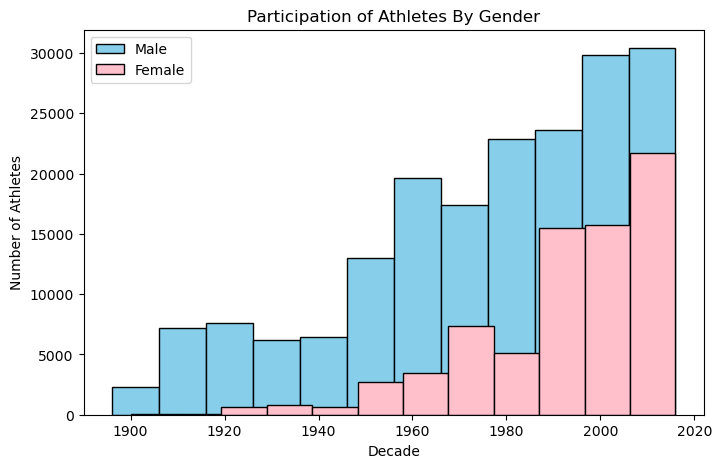 Participation of Athletes By Gender
Male
Female
Number of Athletes
30000
25000
20000
15000
10000
5000
0
1900 1920 1940 1960 1980 2000 2020
Decade